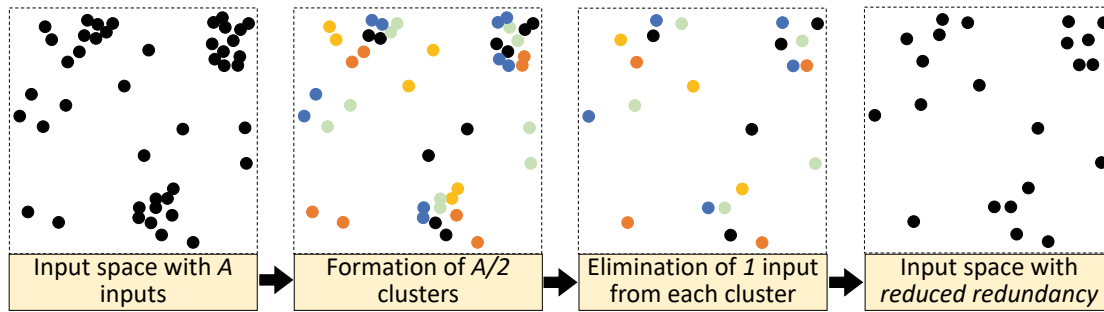 Input space with A
inputs
Formation of A/2
clusters
Elimination of 1 input
from each cluster
Input space with
reduced redundancy